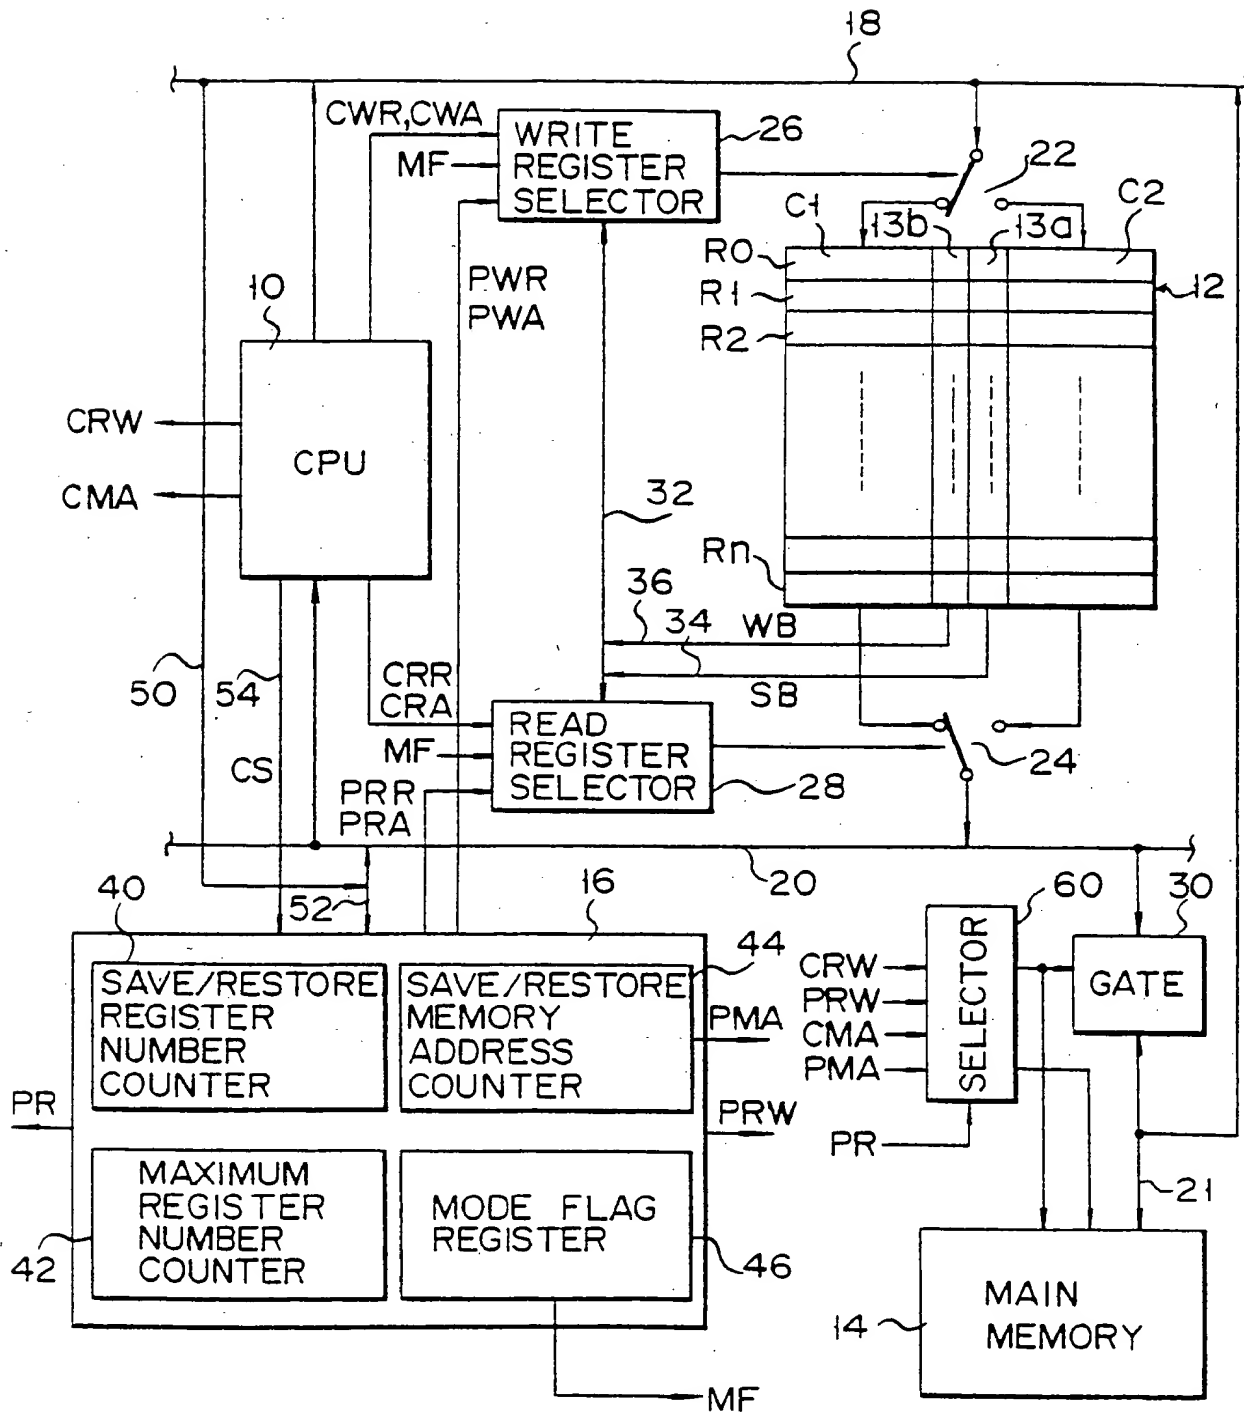 18
CWR,CWA
WRITE
REGISTER
SELECTOR
26
MF
22
C1
13b
13a
C2
R0
R1
R2
12
PWR
PWA
10
CRW
CMA
CPU
32
Rn
36
34
WB
SB
50
54
CRR
CRA
MF
READ
REGISTER
SELECTOR
24
28
CS
PRR
PRA
20
40
52
16
60
30
44
SAVE/RESTORE
REGISTER
NUMBER
COUNTER
SAVE/RESTORE
MEMORY
ADDRESS
COUNTER
PMA
CRW
PRW
CMA
PMA
SELECTOR
GATE
PR
PRW
PR
MAXIMUM
REGISTER
NUMBER
COUNTER
MODE FLAG
REGISTER
21
42
46
14
MAIN
MEMORY
MF